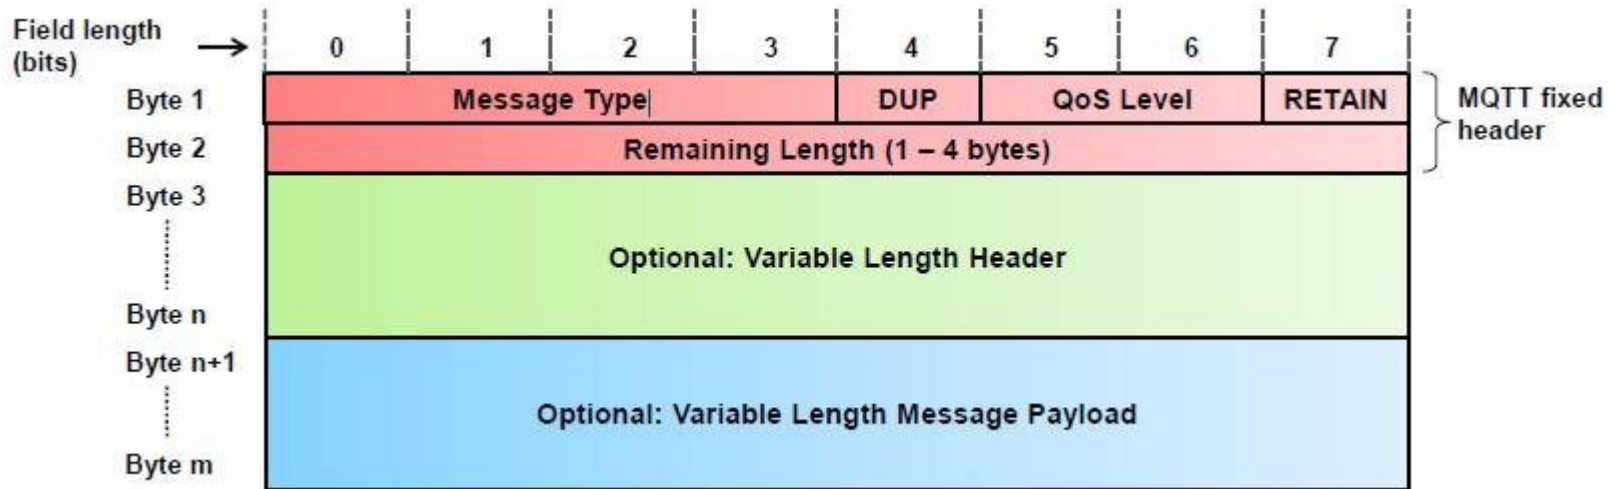 Field length
(bits)
0 1 2 3 4 5 6 7
Byte 1
Message Type
DUP
QoS Level
RETAIN
MQTT fixed
header
Byte 2
Remaining Length (1 – 4 bytes)
Byte 3
Optional: Variable Length Header
Byte n
Byte n+1
Optional: Variable Length Message Payload
Byte m